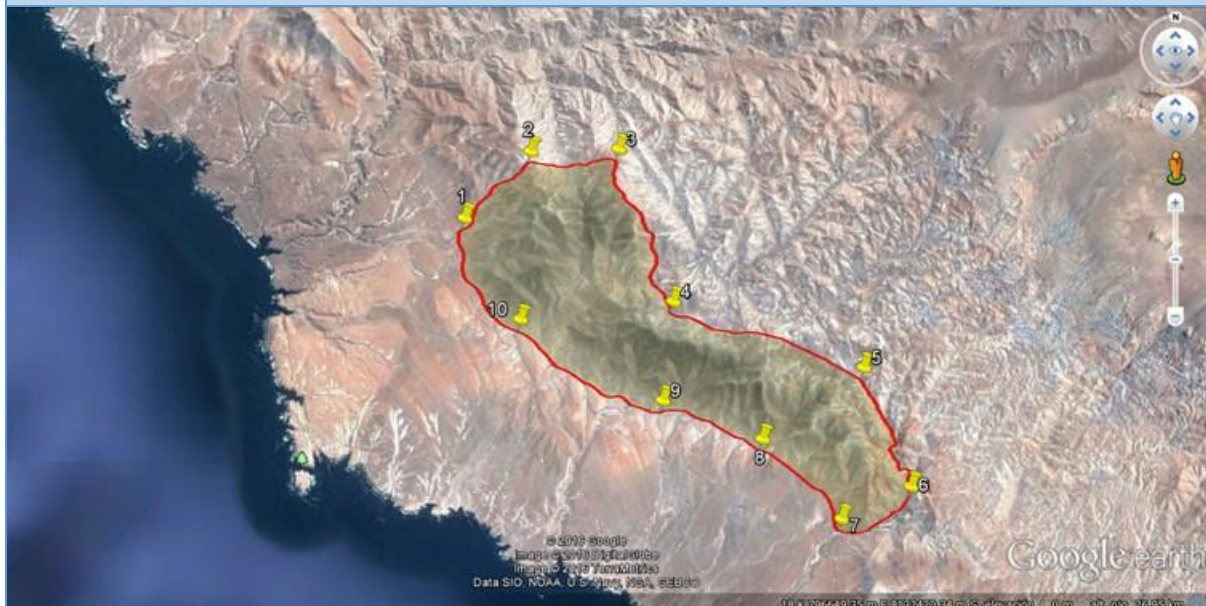 N
2
3
1
4
10
5
9
8
6
7
© 2016 Google
Image © 2016 DigitalGlobe
Image © 2016 TerraMetrics
Data SIO, NOAA, U.S. Navy, NGA, GEBCO
Google earth